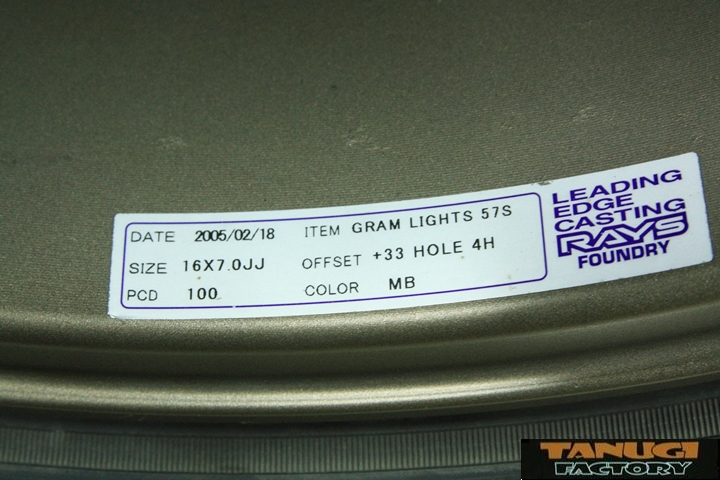 DATE 2005/02/18 ITEM GRAM LIGHTS 57S
SIZE 16X7.0JJ OFFSET +33 HOLE 4H
PCD 100 COLOR MB
LEADING
EDGE
CASTING
RAYS
FOUNDRY
TANUGI
FACTORY